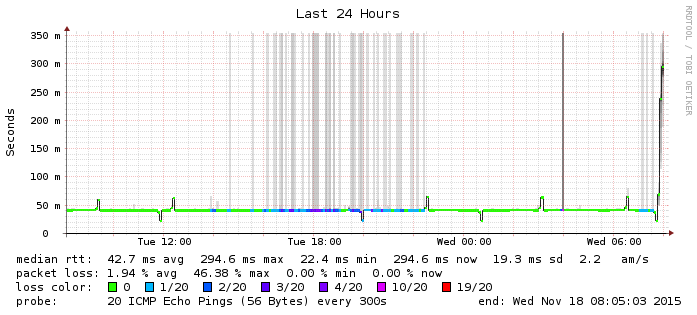 Last 24 Hours
RRDTOOL / TOBI OETIKER
Seconds
350 m
300 m
250 m
200 m
150 m
100 m
50 m
0
Tue 12:00 Tue 18:00 Wed 00:00 Wed 06:00
median rtt: 42.7 ms avg 294.6 ms max 22.4 ms min 294.6 ms now 19.3 ms sd 2.2 am/s
packet loss: 1.94 % avg 46.38 % max 0.00 % min 0.00 % now
loss color: 0 1/20 2/20 3/20 4/20 10/20 19/20
probe: 20 ICMP Echo Pings (56 Bytes) every 300s end: Wed Nov 18 08:05:03 2015